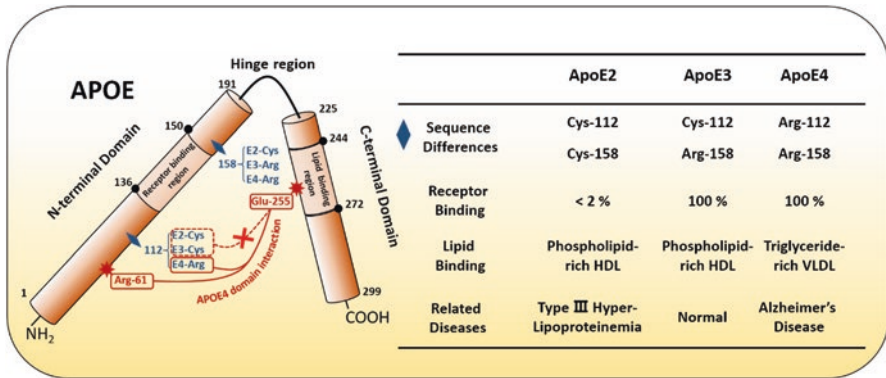 APOE
Hinge region
191
150
136
1
NH2
N-terminal Domain
Receptor binding
region
158
E2-Cys
E3-Arg
E4-Arg
112
E2-Cys
E3-Cys
E4-Arg
Arg-61
Glu-255
APOE4 domain interaction
225
244
272
299
COOH
Lipid binding
region
C-terminal Domain
ApoE2 ApoE3 ApoE4
Sequence
Differences
Cys-112 Cys-112 Arg-112
Cys-158 Arg-158 Arg-158
Receptor
Binding
< 2 % 100 % 100 %
Lipid
Binding
Phospholipid-
rich HDL
Phospholipid-
rich HDL
Triglyceride-
rich VLDL
Related
Diseases
Type Ⅲ Hyper-
Lipoproteinemia
Normal
Alzheimer's
Disease